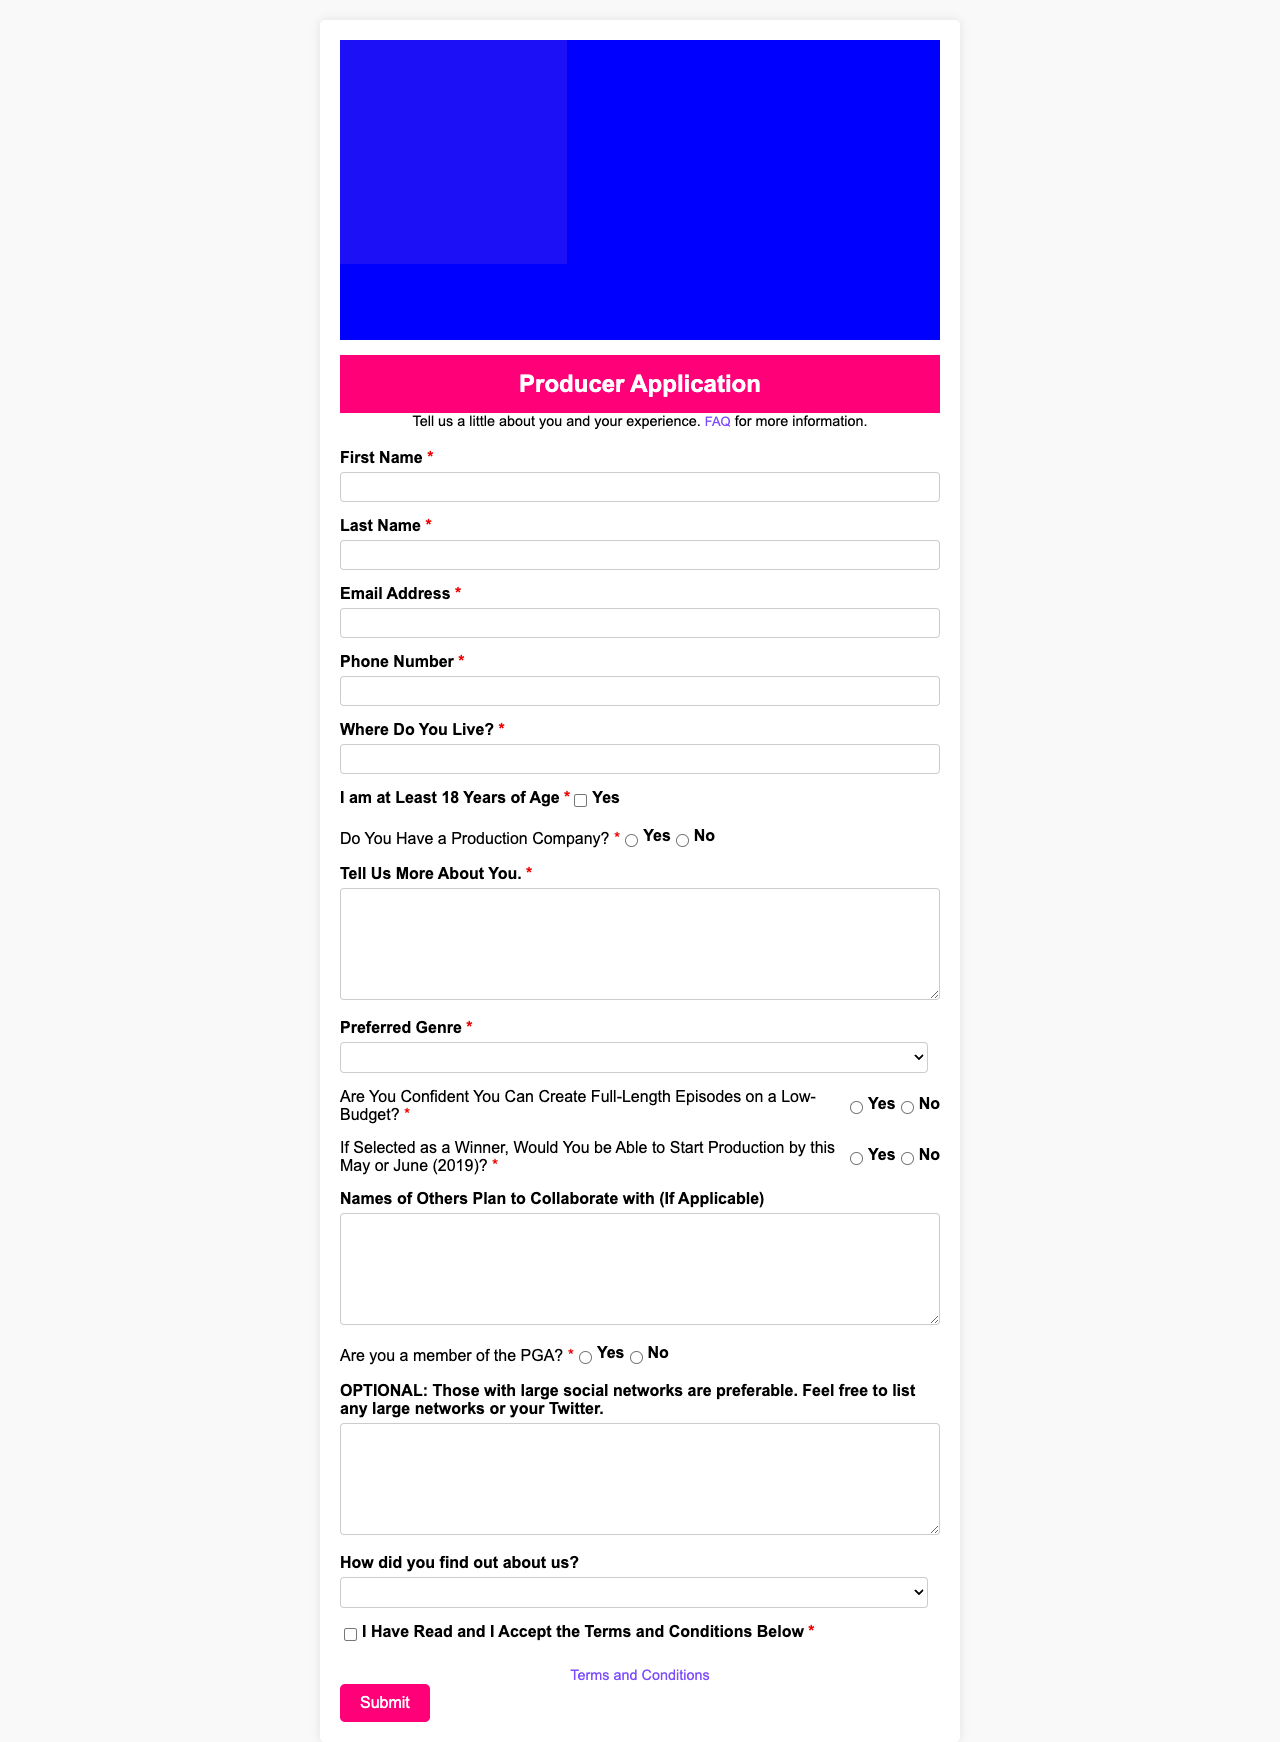 Producer Application
Tell us a little about you and your experience. FAQ for more information.
First Name *
Last Name *
Email Address *
Phone Number *
Where Do You Live? *
I am at Least 18 Years of Age * Yes
Do You Have a Production Company? * Yes No
Tell Us More About You. *
Preferred Genre *
Are You Confident You Can Create Full-Length Episodes on a Low-
Budget? * Yes No
If Selected as a Winner, Would You be Able to Start Production by this
May or June (2019)? * Yes No
Names of Others Plan to Collaborate with (If Applicable)
Are you a member of the PGA? * Yes No
OPTIONAL: Those with large social networks are preferable. Feel free to list
any large networks or your Twitter.
How did you find out about us?
I Have Read and I Accept the Terms and Conditions Below *
Terms and Conditions
Submit